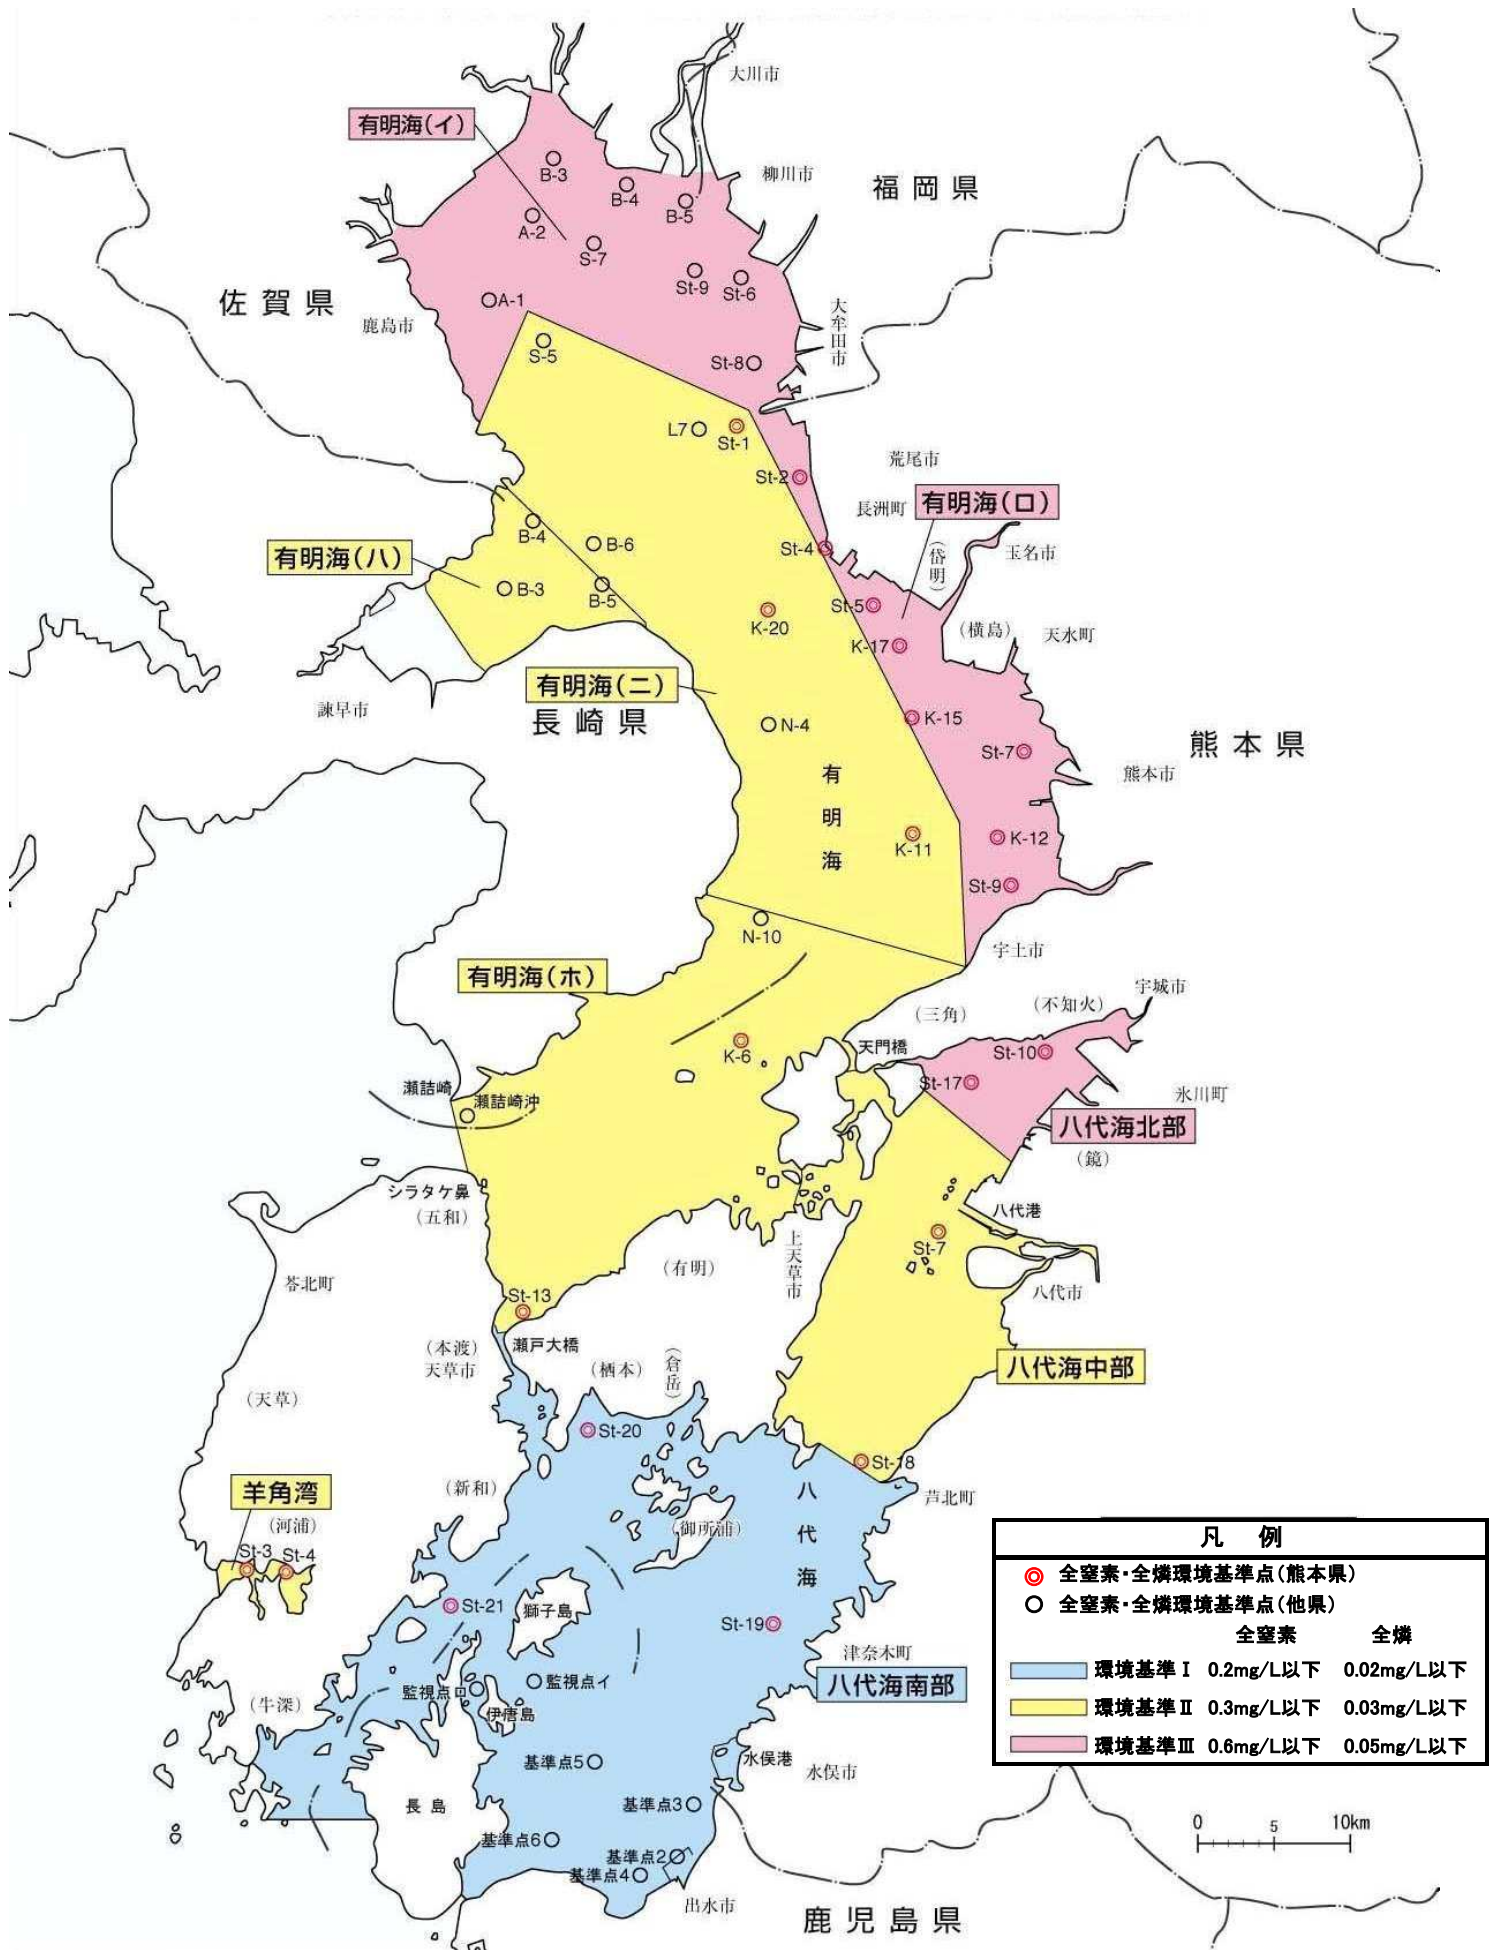 大川市
有明海(イ)
柳川市
福岡県
B-3
B-4
B-5
A-2
S-7
St-9
St-6
A-1
佐賀県
鹿島市
大牟田市
S-5
St-8
L7
St-1
荒尾市
St-2
長洲町
有明海(ロ)
B-4
B-6
St-4
(岱明)
玉名市
有明海(ハ)
B-3
B-5
K-20
St-5
K-17
(横島)
天水町
有明海(ニ)
諫早市
長崎県
N-4
K-15
St-7
熊本県
熊本市
有明海
K-11
K-12
St-9
N-10
宇土市
有明海(ホ)
宇城市
(不知火)
(三角)
K-6
天門橋
St-10
St-17
氷川町
瀬詰崎
瀬詰崎沖
八代海北部
(鏡)
シラタケ鼻
(五和)
八代港
St-7
上天草市
(有明)
苓北町
八代市
St-13
瀬戸大橋
(本渡)
天草市
(栖本)
(倉岳)
八代海中部
(天草)
St-20
St-18
八代海
芦北町
(新和)
羊角湾
(河浦)
(御所浦)
St-3
St-4
St-21
獅子島
St-19
津奈木町
八代海南部
監視点ロ
監視点イ
伊唐島
(牛深)
基準点5
水俣港
水俣市
長島
基準点3
基準点6
基準点2
基準点4
出水市
鹿児島県
凡例
全窒素・全燐環境基準点(熊本県)
全窒素・全燐環境基準点(他県)
全窒素 全燐
環境基準Ⅰ 0.2mg/L以下 0.02mg/L以下
環境基準Ⅱ 0.3mg/L以下 0.03mg/L以下
環境基準Ⅲ 0.6mg/L以下 0.05mg/L以下
0 5 10km